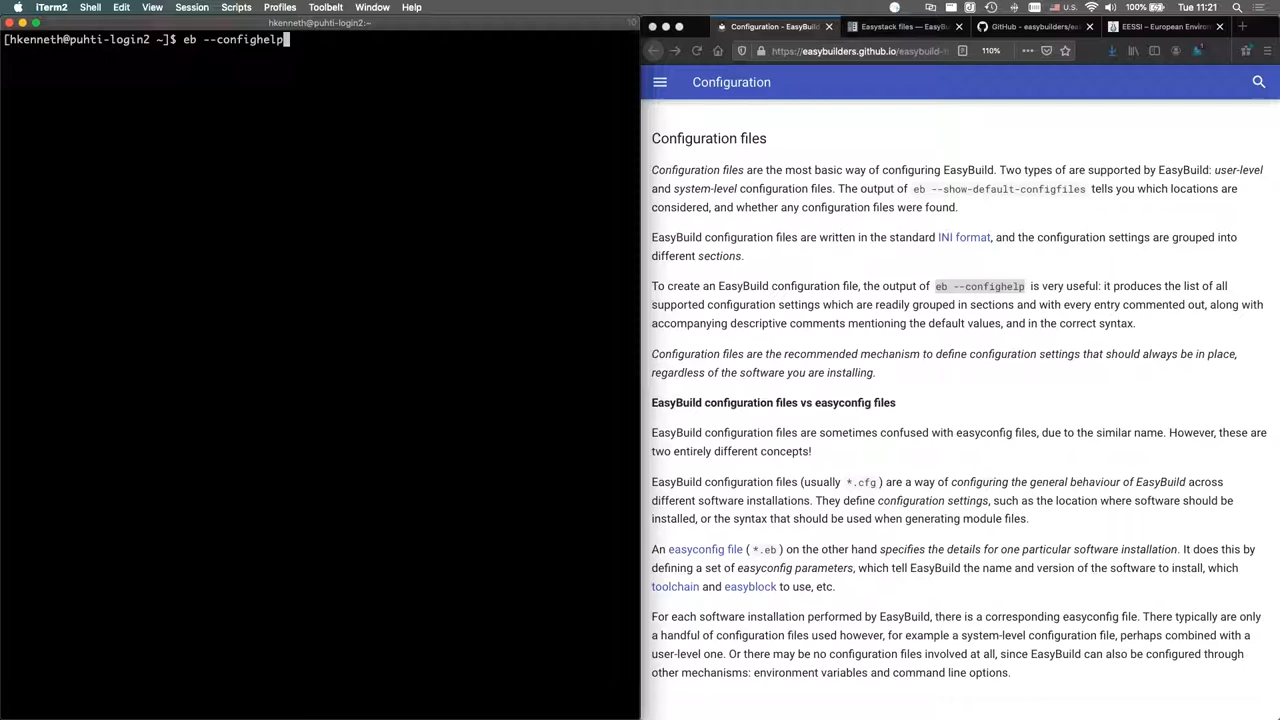 iTerm2 Shell Edit View Session Scripts Profiles Toolbelt Window Help
100% Tue 11:21
hkenneth@puhti-login2:~
[hkenneth@puhti-login2 ~]$ eb --confighelp
Configuration - EasyBuil
Easystack files — EasyB
GitHub - easybuilders/eas
EESSI – European Environ
https://easybuilders.github.io/easybuild-
110%
Configuration
Configuration files
Configuration files are the most basic way of configuring EasyBuild. Two types of are supported by EasyBuild: user-level
and system-level configuration files. The output of eb --show-default-configfiles tells you which locations are
considered, and whether any configuration files were found.
EasyBuild configuration files are written in the standard INI format, and the configuration settings are grouped into
different sections.
To create an EasyBuild configuration file, the output of eb --confighelp is very useful: it produces the list of all
supported configuration settings which are readily grouped in sections and with every entry commented out, along with
accompanying descriptive comments mentioning the default values, and in the correct syntax.
Configuration files are the recommended mechanism to define configuration settings that should always be in place,
regardless of the software you are installing.
EasyBuild configuration files vs easyconfig files
EasyBuild configuration files are sometimes confused with easyconfig files, due to the similar name. However, these are
two entirely different concepts!
EasyBuild configuration files (usually *.cfg ) are a way of configuring the general behaviour of EasyBuild across
different software installations. They define configuration settings, such as the location where software should be
installed, or the syntax that should be used when generating module files.
An easyconfig file ( *.eb ) on the other hand specifies the details for one particular software installation. It does this by
defining a set of easyconfig parameters, which tell EasyBuild the name and version of the software to install, which
toolchain and easyblock to use, etc.
For each software installation performed by EasyBuild, there is a corresponding easyconfig file. There typically are only
a handful of configuration files used however, for example a system-level configuration file, perhaps combined with a
user-level one. Or there may be no configuration files involved at all, since EasyBuild can also be configured through
other mechanisms: environment variables and command line options.